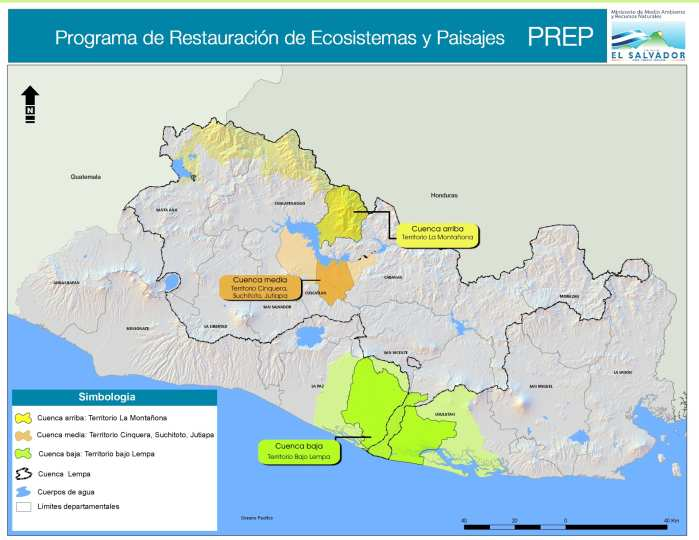 Programa de Restauración de Ecosistemas y Paisajes PREP
Ministerio de Medio Ambiente
y Recursos Naturales
EL SALVADOR
N
Guatemala
Honduras
CHALATENANGO
SANTA ANA
Cuenca arriba
Territorio La Montañona
Cuenca media
Territorio Cinquera,
Suchitoto, Jutiapa
CABAÑAS
CUSCATLAN
AHUACHAPAN
SONSONATE
LA LIBERTAD
SAN SALVADOR
MORAZAN
SAN VICENTE
LA PAZ
LA UNION
SAN MIGUEL
USULUTAN
Cuenca baja
Territorio Bajo Lempa
Simbologia
Cuenca arriba: Territorio La Montañona
Cuenca media: Territorio Cinquera, Suchitoto, Jutiapa
Cuenca baja: Territorio bajo Lempa
Cuenca Lempa
Cuerpos de agua
Límites departamentales
Oceano Pacifico
40 20 0 40 Km